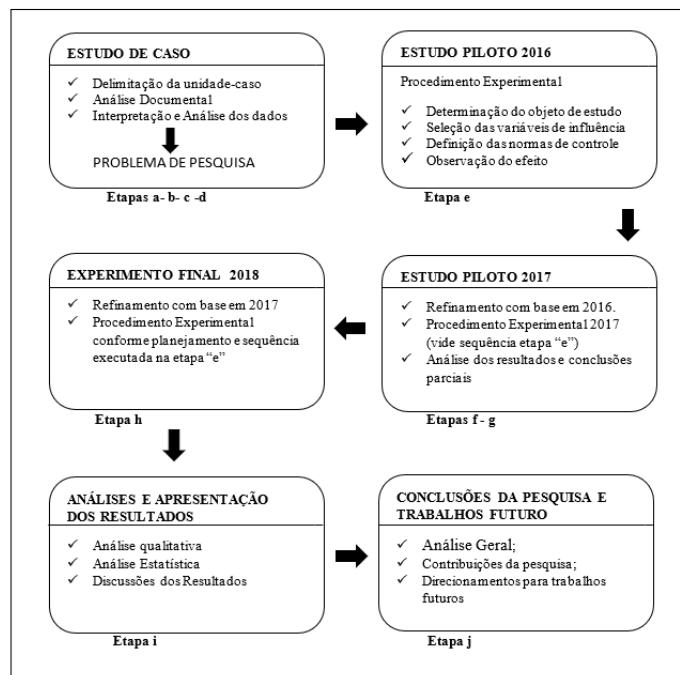 ESTUDO DE CASO
✓ Delimitação da unidade-caso
✓ Análise Documental
✓ Interpretação e Análise dos dados
PROBLEMA DE PESQUISA
Etapas a- b- c -d
ESTUDO PILOTO 2016
Procedimento Experimental
✓ Determinação do objeto de estudo
✓ Seleção das variáveis de influência
✓ Definição das normas de controle
✓ Observação do efeito
Etapa e
ESTUDO PILOTO 2017
✓ Refinamento com base em 2016.
✓ Procedimento Experimental 2017
(vide sequência etapa “e”)
✓ Análise dos resultados e conclusões
parciais
Etapas f - g
EXPERIMENTO FINAL 2018
✓ Refinamento com base em 2017
✓ Procedimento Experimental
conforme planejamento e sequência
executada na etapa “e”
Etapa h
ANÁLISES E APRESENTAÇÃO
DOS RESULTADOS
✓ Análise qualitativa
✓ Análise Estatística
✓ Discussões dos Resultados
Etapa i
CONCLUSÕES DA PESQUISA E
TRABALHOS FUTURO
✓ Análise Geral;
✓ Contribuições da pesquisa;
✓ Direcionamentos para trabalhos
futuros
Etapa j